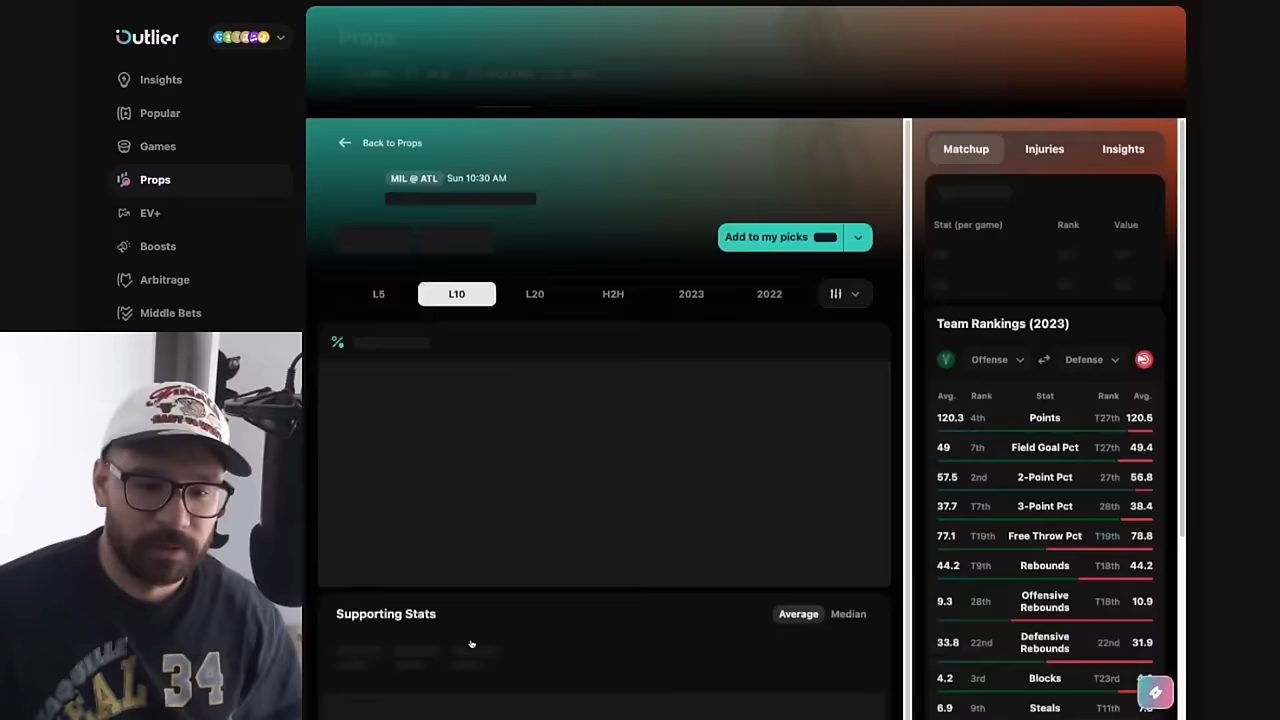 Outlier
Insights
Popular
Games
Props
EV+
Boosts
Arbitrage
Middle Bets
Props
Back to Props
MIL @ ATL Sun 10:30 AM
Add to my picks
L5 L10 L20 H2H 2023 2022
Supporting Stats
Average Median
Matchup Injuries Insights
Stat (per game) Rank Value
Team Rankings (2023)
Offense Defense
Avg. Rank Stat Rank Avg.
120.3 4th Points T27th 120.5
49 7th Field Goal Pct T27th 49.4
57.5 2nd 2-Point Pct 27th 56.8
37.7 T7th 3-Point Pct 28th 38.4
77.1 T19th Free Throw Pct T19th 78.8
44.2 T9th Rebounds T18th 44.2
9.3 28th Offensive Rebounds T18th 10.9
33.8 22nd Defensive Rebounds 22nd 31.9
4.2 3rd Blocks T23rd
6.9 9th Steals T11th
34